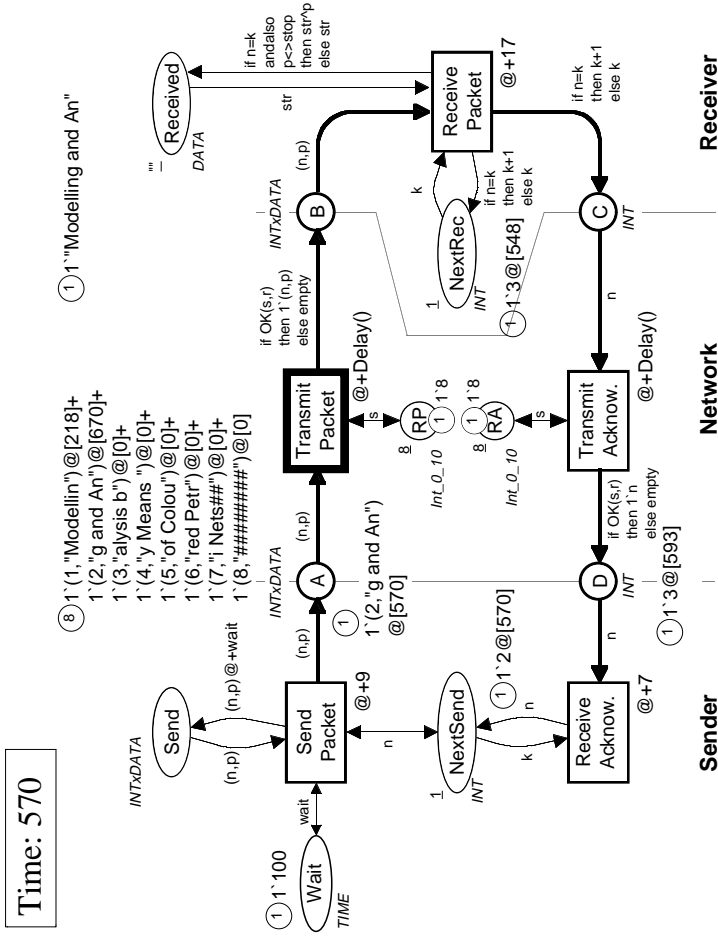 Time: 570
8 1`(1,"Modellin")@[218]+
1`(2,"g and An")@[670]+
1`(3,"alysis b")@[0]+
1`(4,"y Means ")@[0]+
1`(5,"of Colou")@[0]+
1`(6,"red Petr")@[0]+
1`(7,"i Nets##")@[0]+
1`(8,"########")@[0]
1 1`"Modelling and An"
INTxDATA
Send
(n,p)
(n,p)@+wait
""
Received
DATA
str
if n=k
andalso
p<>stop
then str^p
else str
1 1`100
Wait
TIME
wait
Send
Packet
@+9
(n,p)
INTxDATA
A
1
1`(2,"g and An")
@[570]
(n,p)
Transmit
Packet
@+Delay()
if OK(s,r)
then 1`(n,p)
else empty
INTxDATA
B
(n,p)
Receive
Packet
@+17
n
1
NextSend
INT
1 1`2@[570]
k
n
s
8
RP
1 1`8
Int_0_10
8
RA
1 1`8
Int_0_10
s
k
1
NextRec
INT
if n=k
then k+1
else k
1 1`3@[548]
if n=k
then k+1
else k
Receive
Acknow.
@+7
n
D
INT
1 1`3@[593]
if OK(s,r)
then 1`n
else empty
Transmit
Acknow.
@+Delay()
n
C
INT
Sender
Network
Receiver